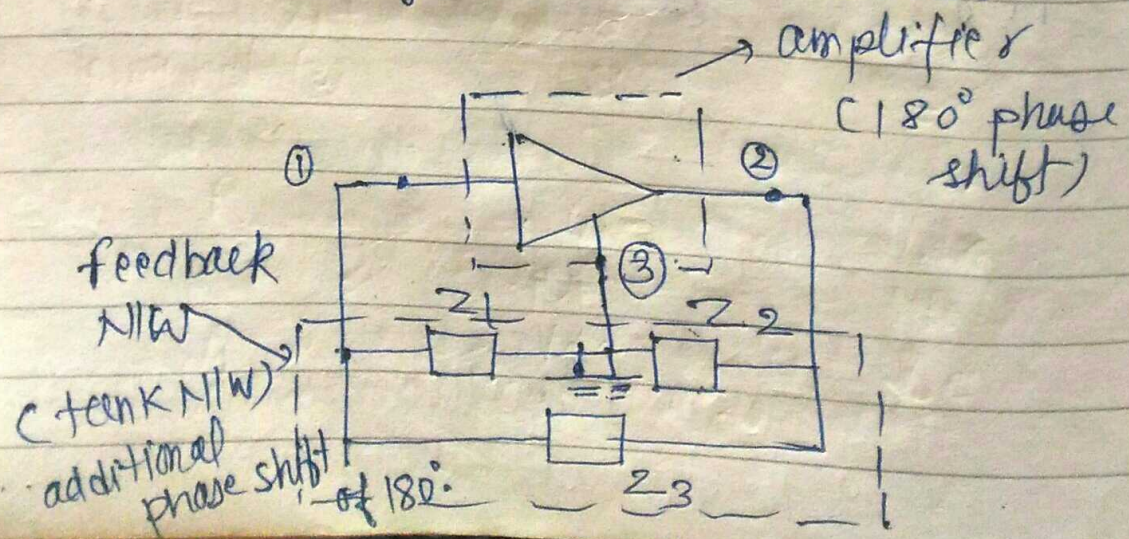 amplifier
(180° phase
shift)
①
②
③
feedback
N/W
(tank N/W)
additional
phase shift
of 180°
Z1
Z2
Z3